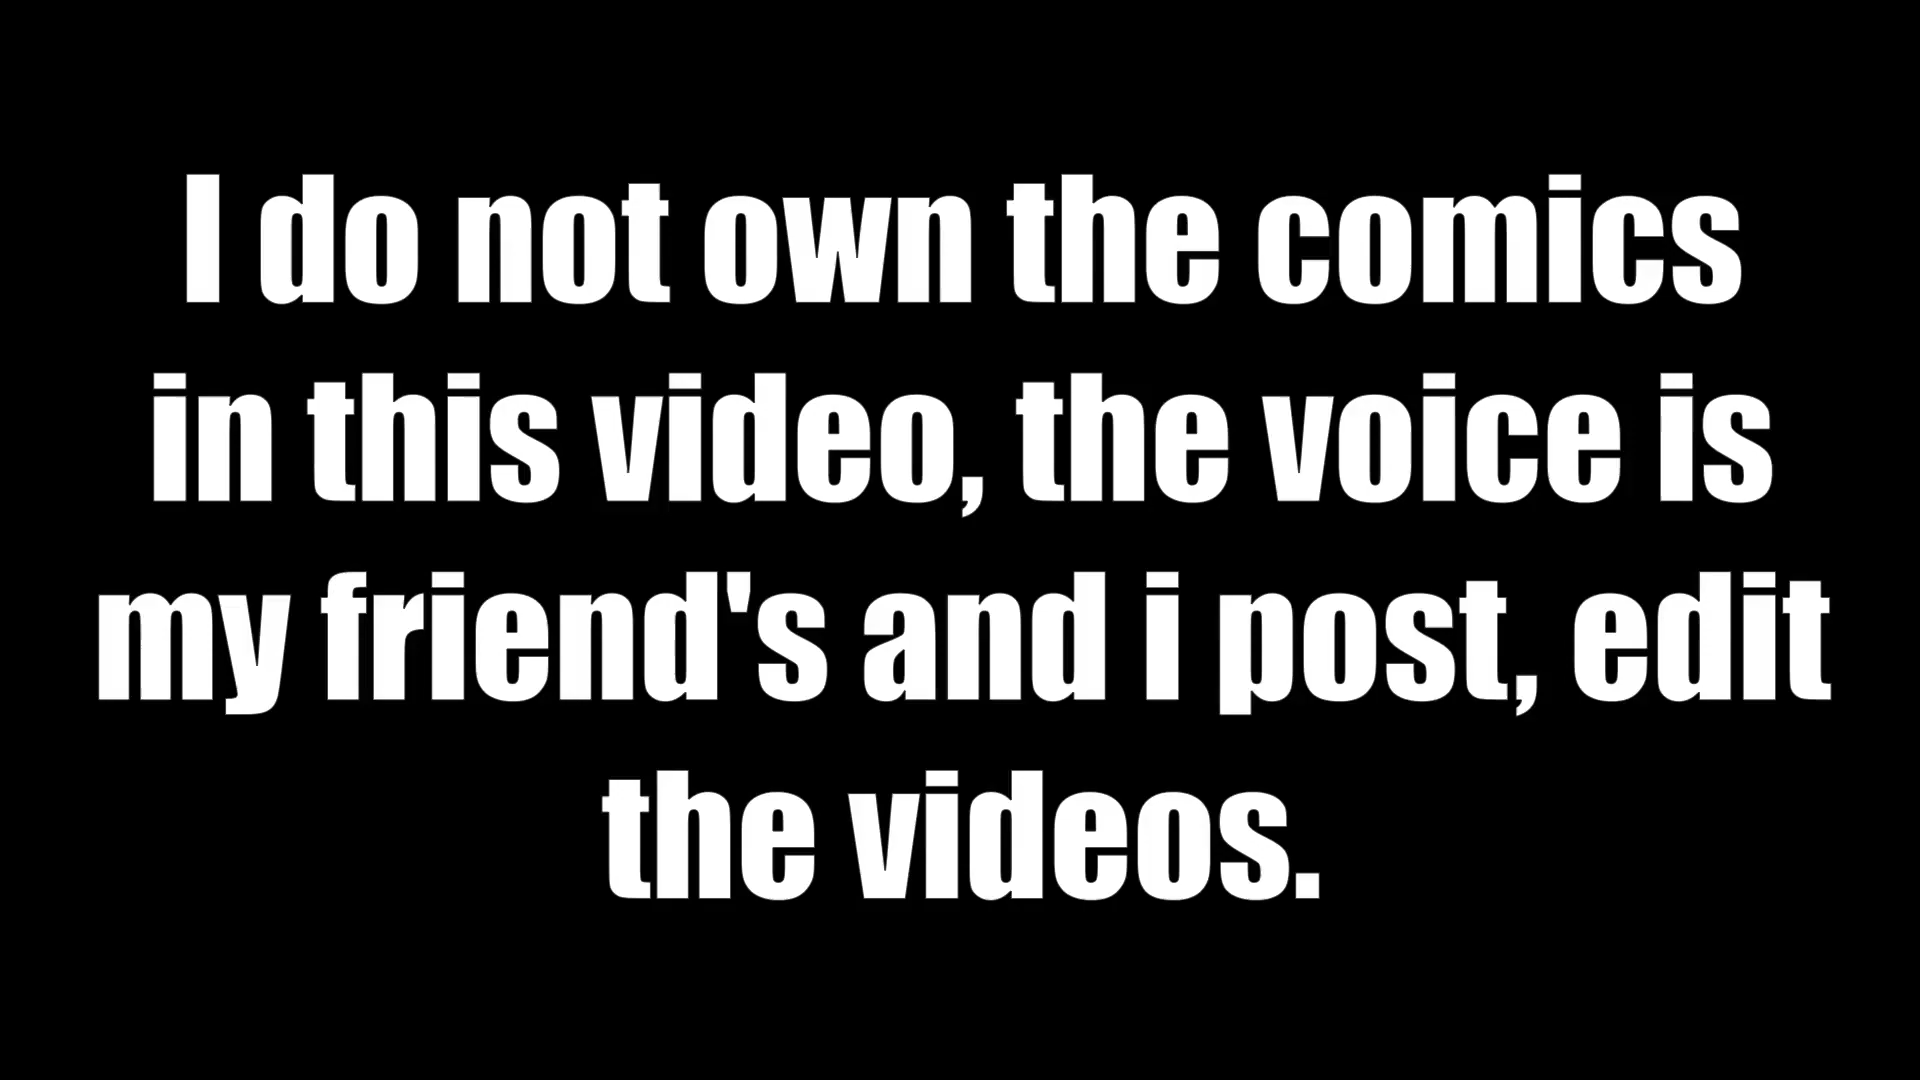 I do not own the comics
in this video, the voice is
my friend's and i post, edit
the videos.